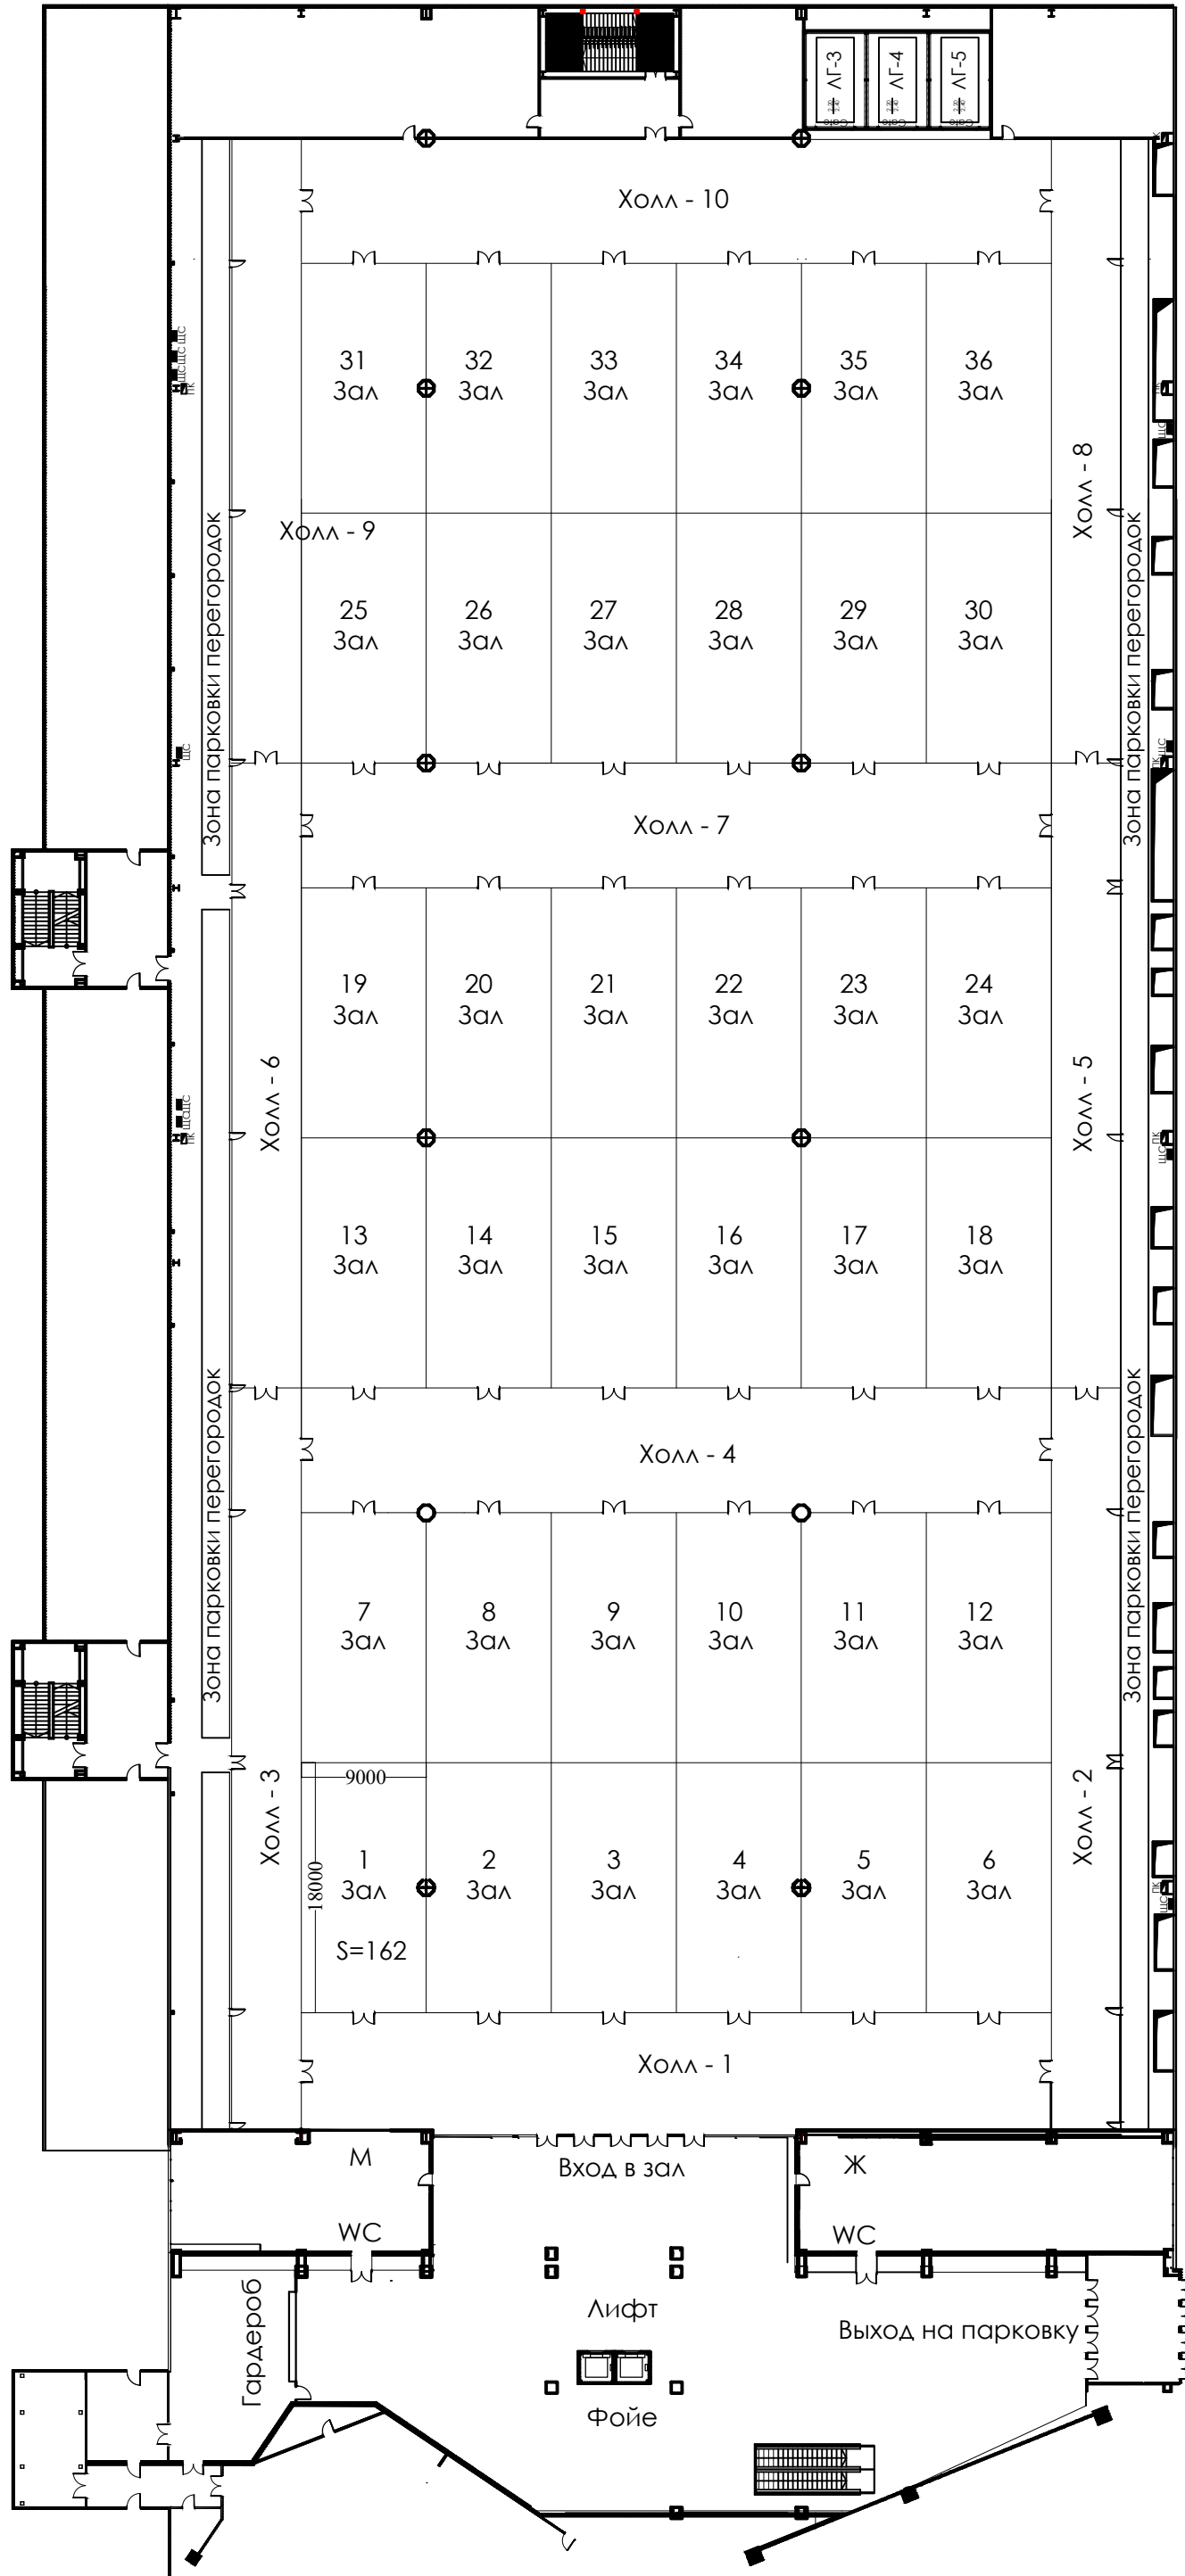 ЛГ-3
ЛГ-4
ЛГ-5
Холл - 10
31
Зал
32
Зал
33
Зал
34
Зал
35
Зал
36
Зал
Холл - 8
Холл - 9
Зона парковки перегородок
Зона парковки перегородок
25
Зал
26
Зал
27
Зал
28
Зал
29
Зал
30
Зал
Холл - 7
19
Зал
20
Зал
21
Зал
22
Зал
23
Зал
24
Зал
Холл - 6
Холл - 5
13
Зал
14
Зал
15
Зал
16
Зал
17
Зал
18
Зал
Зона парковки перегородок
Зона парковки перегородок
Холл - 4
7
Зал
8
Зал
9
Зал
10
Зал
11
Зал
12
Зал
9000
Холл - 3
Холл - 2
18000
1
Зал
2
Зал
3
Зал
4
Зал
5
Зал
6
Зал
S=162
Холл - 1
М
Вход в зал
Ж
WC
WC
Гардероб
Лифт
Выход на парковку
Фойе